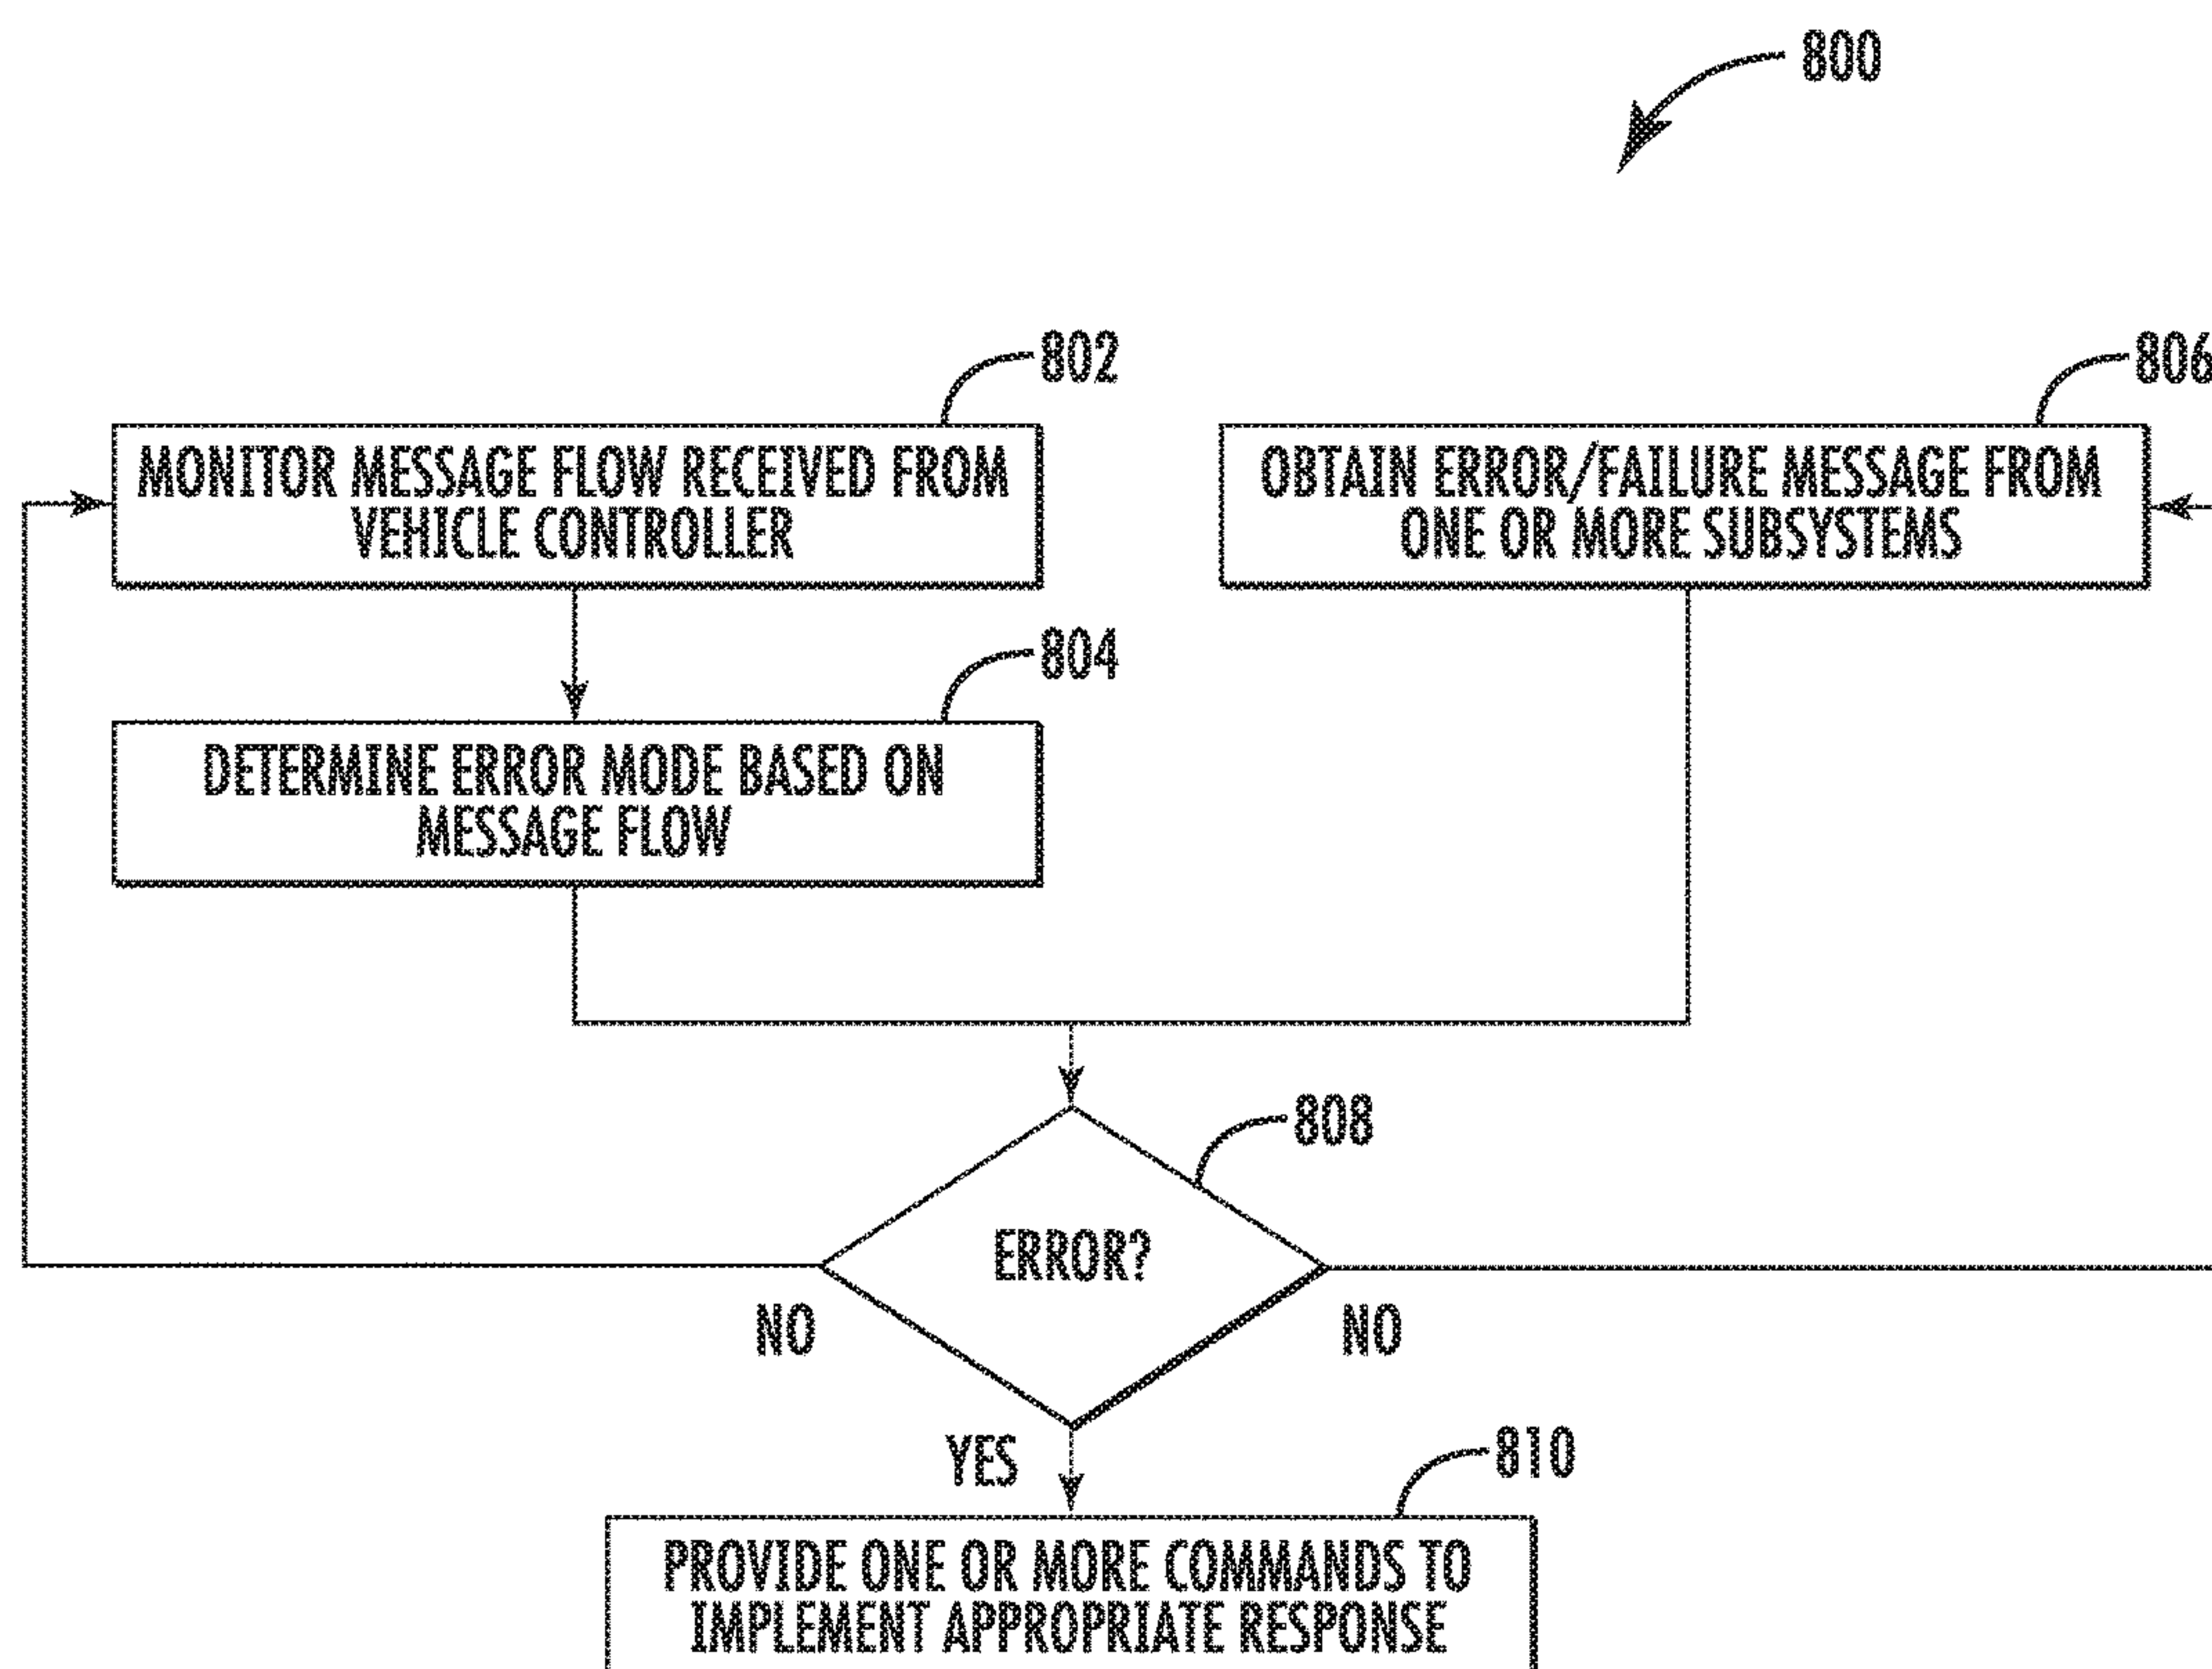 800
802
MONITOR MESSAGE FLOW RECEIVED FROM
VEHICLE CONTROLLER
806
OBTAIN ERROR/FAILURE MESSAGE FROM
ONE OR MORE SUBSYSTEMS
804
DETERMINE ERROR MODE BASED ON
MESSAGE FLOW
808
ERROR?
NO
NO
YES
810
PROVIDE ONE OR MORE COMMANDS TO
IMPLEMENT APPROPRIATE RESPONSE